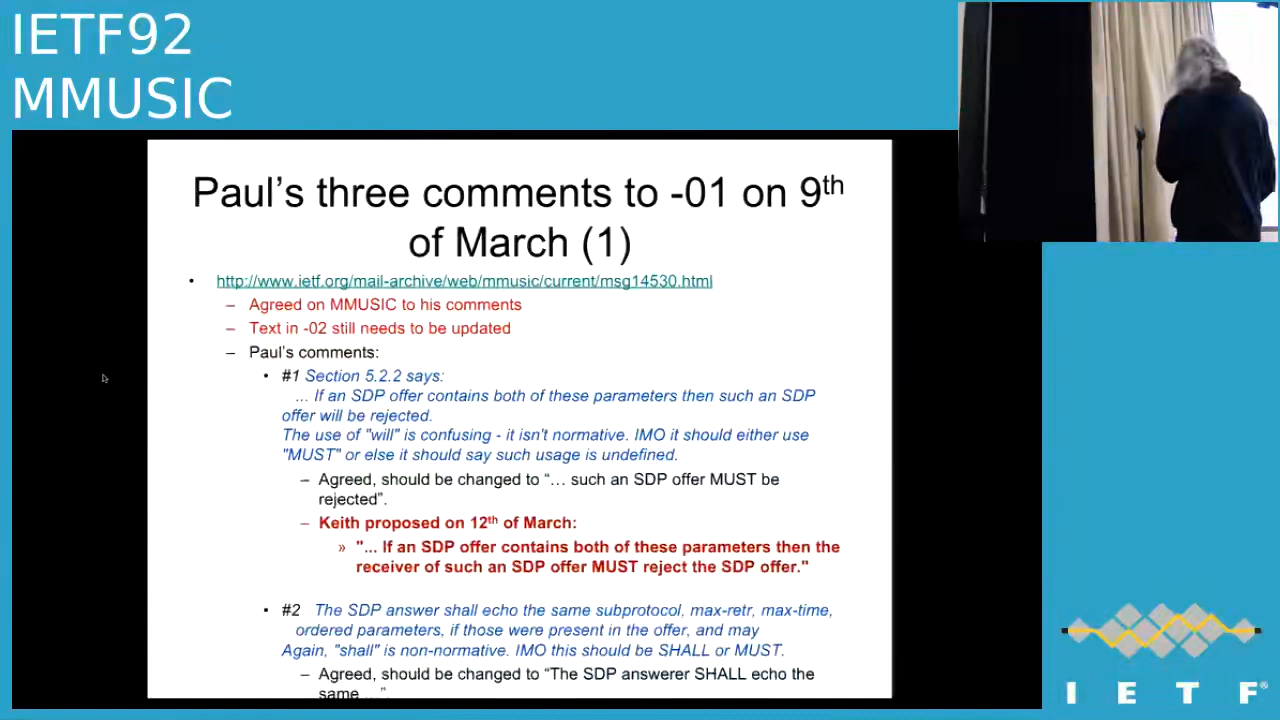 IETF92
MMUSIC
Paul's three comments to -01 on 9th
of March (1)
• http://www.ietf.org/mail-archive/web/mmusic/current/msg14530.html
– Agreed on MMUSIC to his comments
– Text in -02 still needs to be updated
– Paul's comments:
• #1 Section 5.2.2 says:
... If an SDP offer contains both of these parameters then such an SDP
offer will be rejected.
The use of "will" is confusing - it isn't normative. IMO it should either use
"MUST" or else it should say such usage is undefined.
– Agreed, should be changed to “… such an SDP offer MUST be
rejected”.
– Keith proposed on 12th of March:
» "... If an SDP offer contains both of these parameters then the
receiver of such an SDP offer MUST reject the SDP offer."
• #2 The SDP answer shall echo the same subprotocol, max-retr, max-time,
ordered parameters, if those were present in the offer, and may
Again, "shall" is non-normative. IMO this should be SHALL or MUST.
– Agreed, should be changed to “The SDP answerer SHALL echo the
same …”
I E T F®